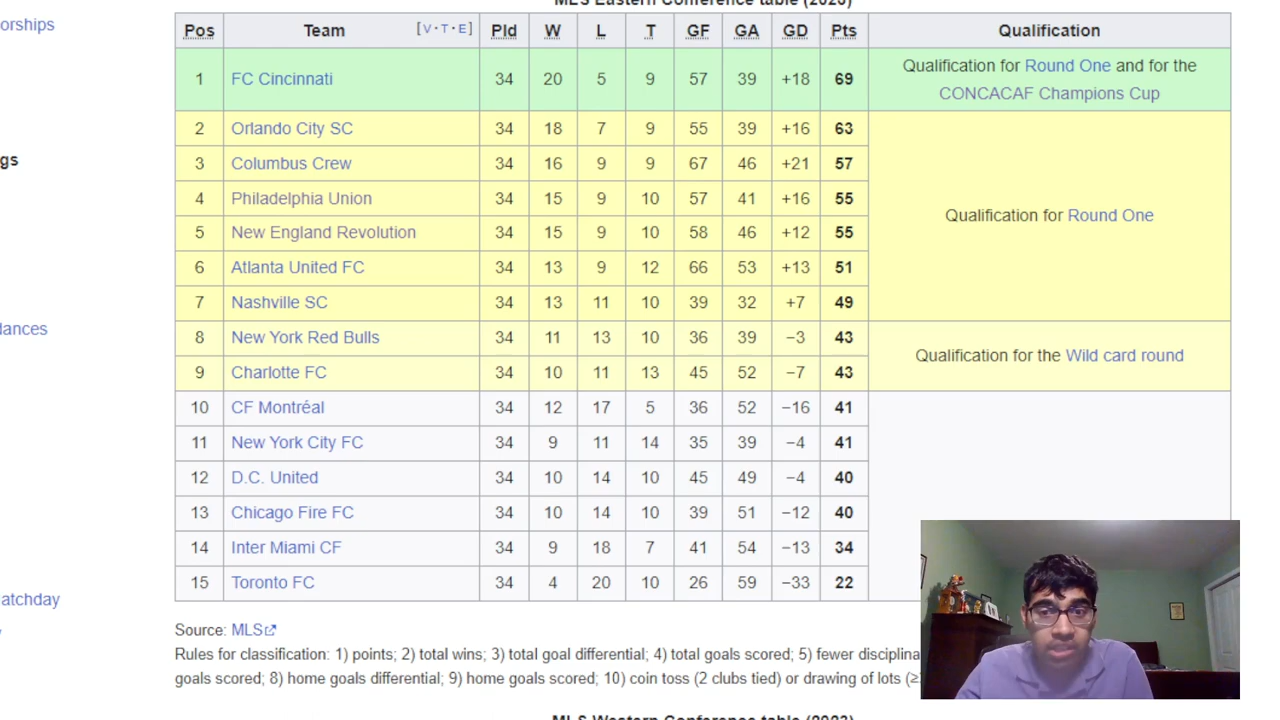 MLS Eastern Conference table (2023)
orships
Pos Team [V·T·E] Pld W L T GF GA GD Pts Qualification
1 FC Cincinnati 34 20 5 9 57 39 +18 69 Qualification for Round One and for the
CONCACAF Champions Cup
2 Orlando City SC 34 18 7 9 55 39 +16 63
gs
3 Columbus Crew 34 16 9 9 67 46 +21 57
4 Philadelphia Union 34 15 9 10 57 41 +16 55
Qualification for Round One
5 New England Revolution 34 15 9 10 58 46 +12 55
6 Atlanta United FC 34 13 9 12 66 53 +13 51
7 Nashville SC 34 13 11 10 39 32 +7 49
dances
8 New York Red Bulls 34 11 13 10 36 39 −3 43
Qualification for the Wild card round
9 Charlotte FC 34 10 11 13 45 52 −7 43
10 CF Montréal 34 12 17 5 36 52 −16 41
11 New York City FC 34 9 11 14 35 39 −4 41
12 D.C. United 34 10 14 10 45 49 −4 40
13 Chicago Fire FC 34 10 14 10 39 51 −12 40
14 Inter Miami CF 34 9 18 7 41 54 −13 34
15 Toronto FC 34 4 20 10 26 59 −33 22
atchday
Source: MLS
Rules for classification: 1) points; 2) total wins; 3) total goal differential; 4) total goals scored; 5) fewer disciplina
goals scored; 8) home goals differential; 9) home goals scored; 10) coin toss (2 clubs tied) or drawing of lots (≥
MLS Western Conference table (2023)